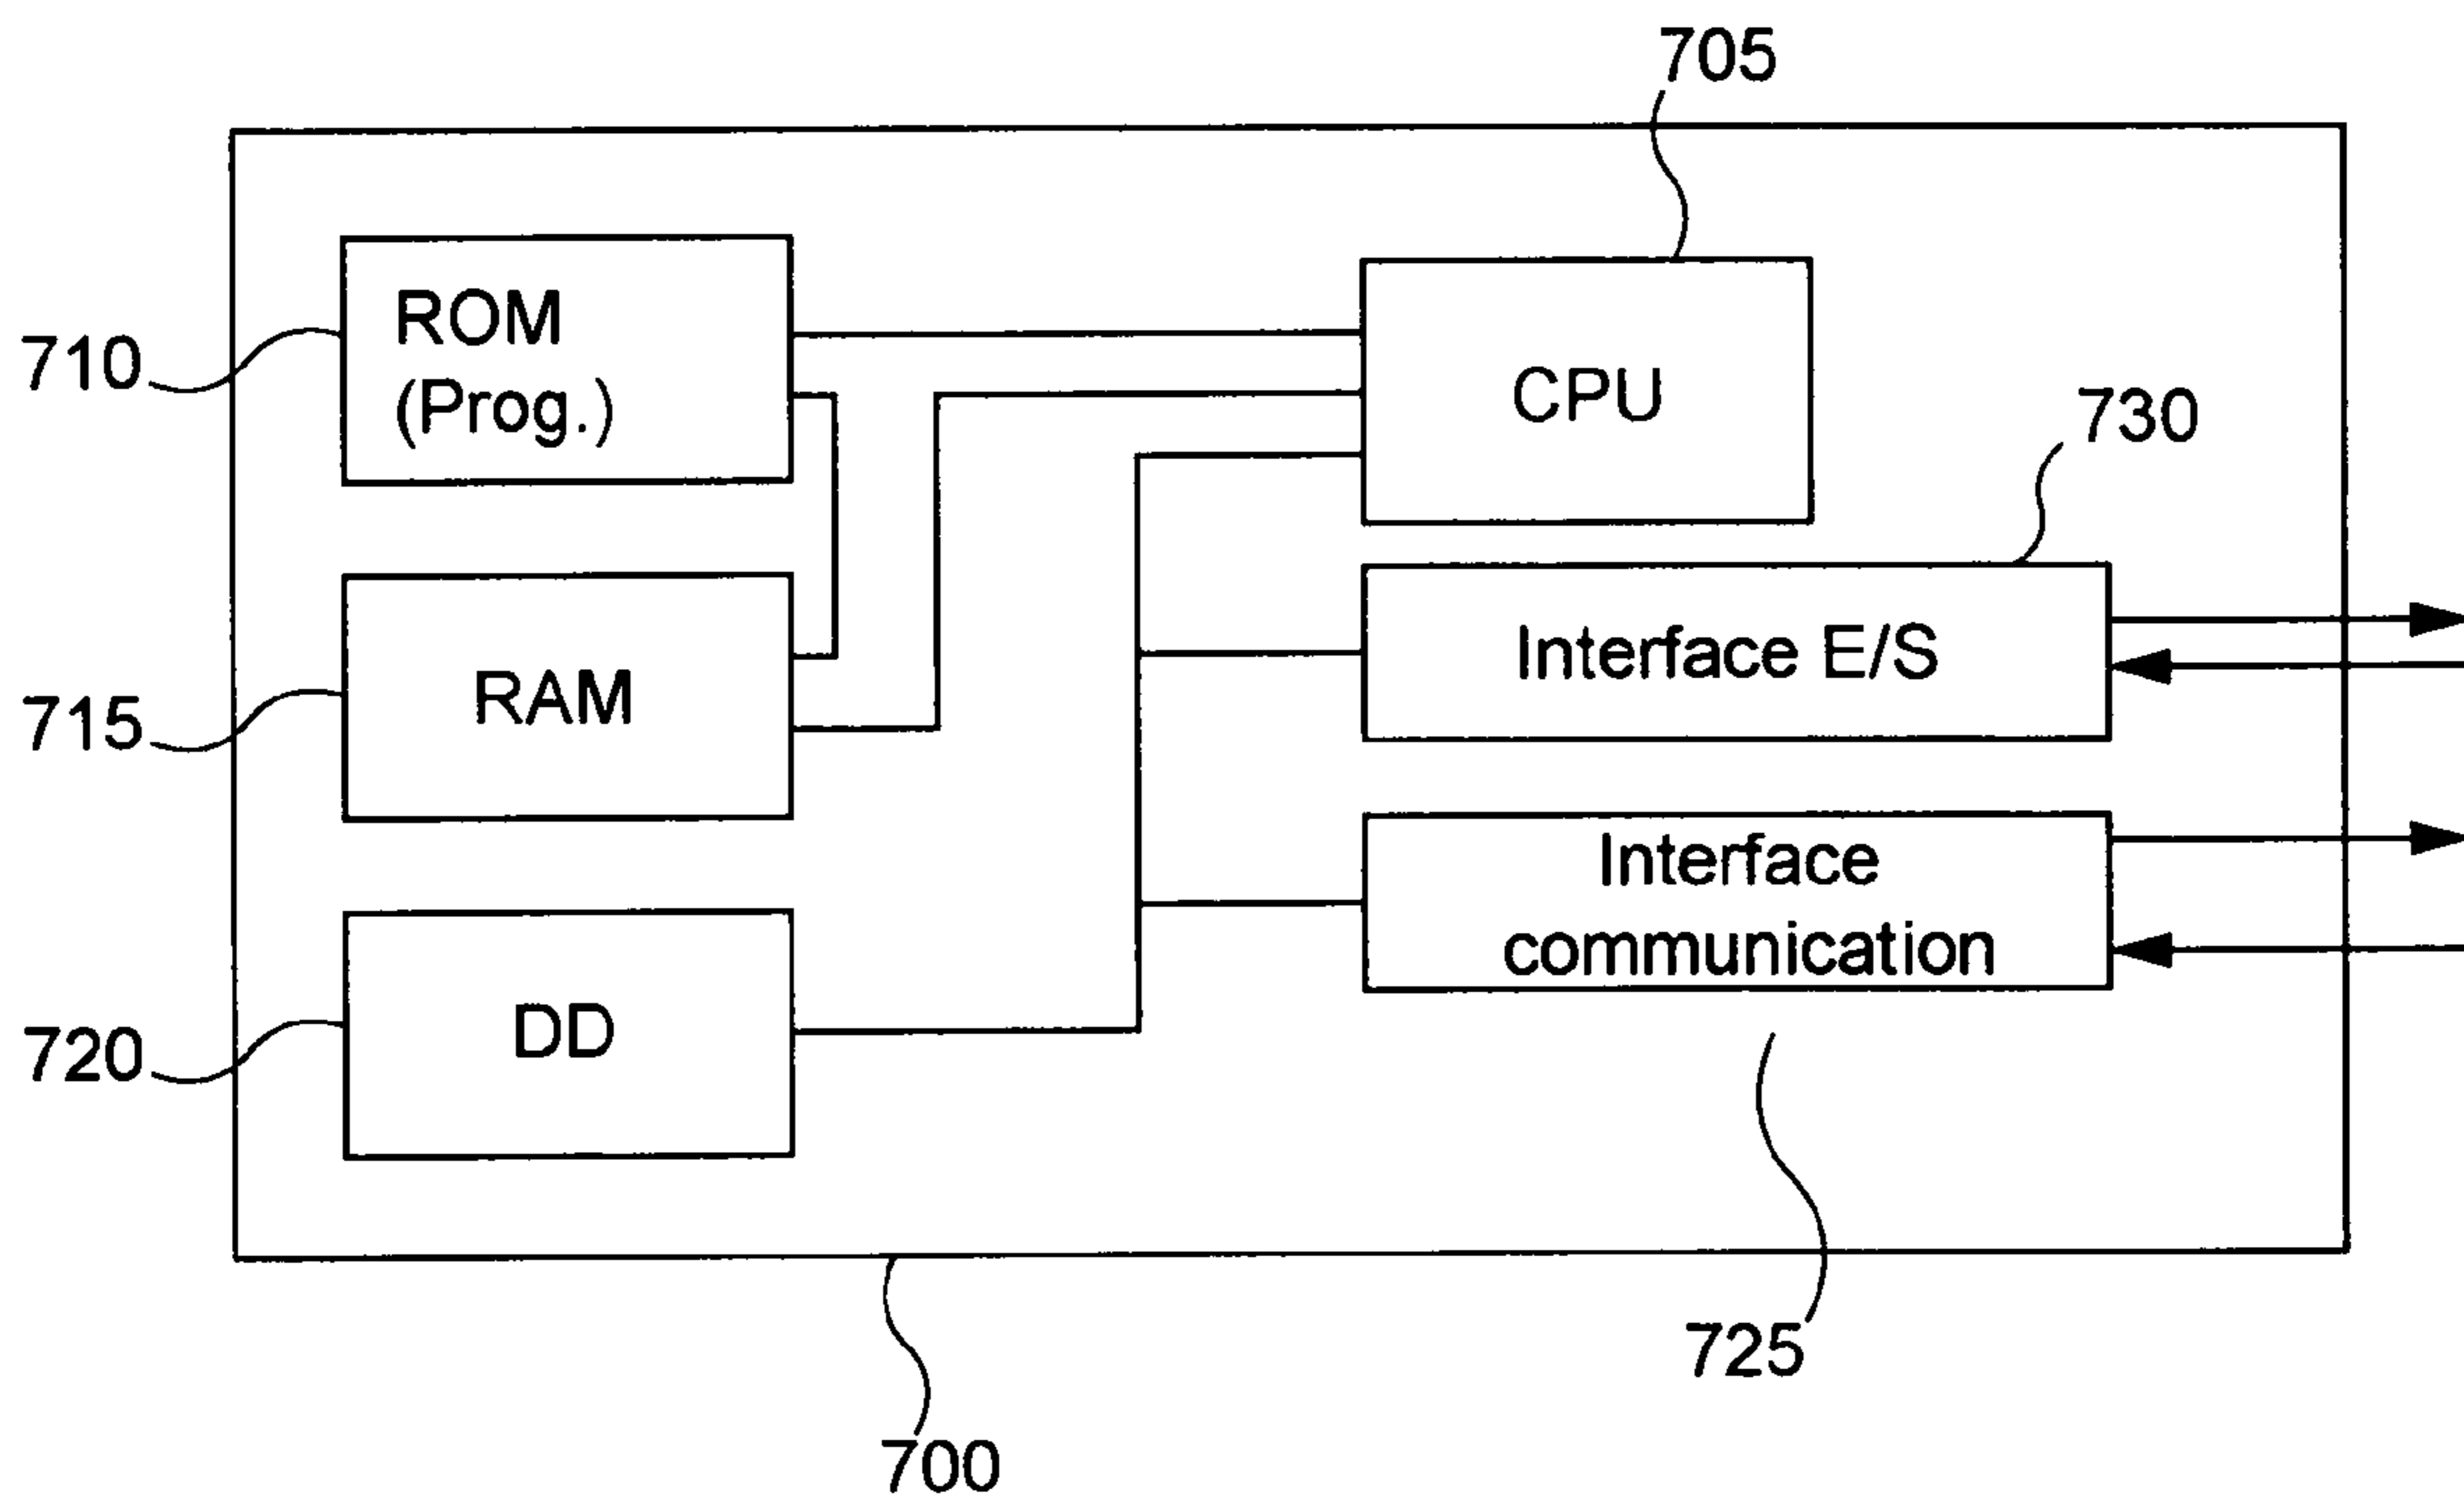 705
ROM
(Prog.)
710
CPU
730
RAM
715
Interface E/S
Interface
communication
DD
720
725
700